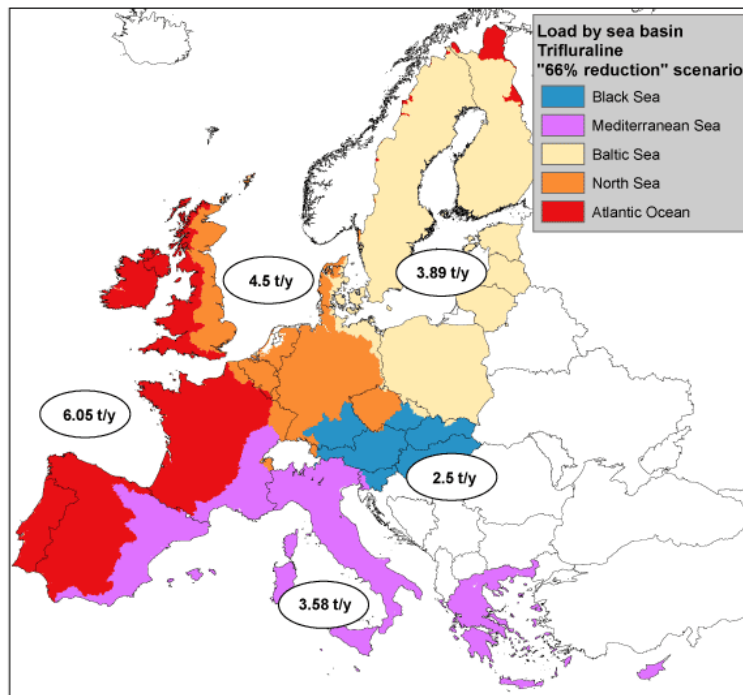 Load by sea basin
Trifluraline
"66% reduction" scenario
Black Sea
Mediterranean Sea
Baltic Sea
North Sea
Atlantic Ocean
4.5 t/y
3.89 t/y
6.05 t/y
2.5 t/y
3.58 t/y